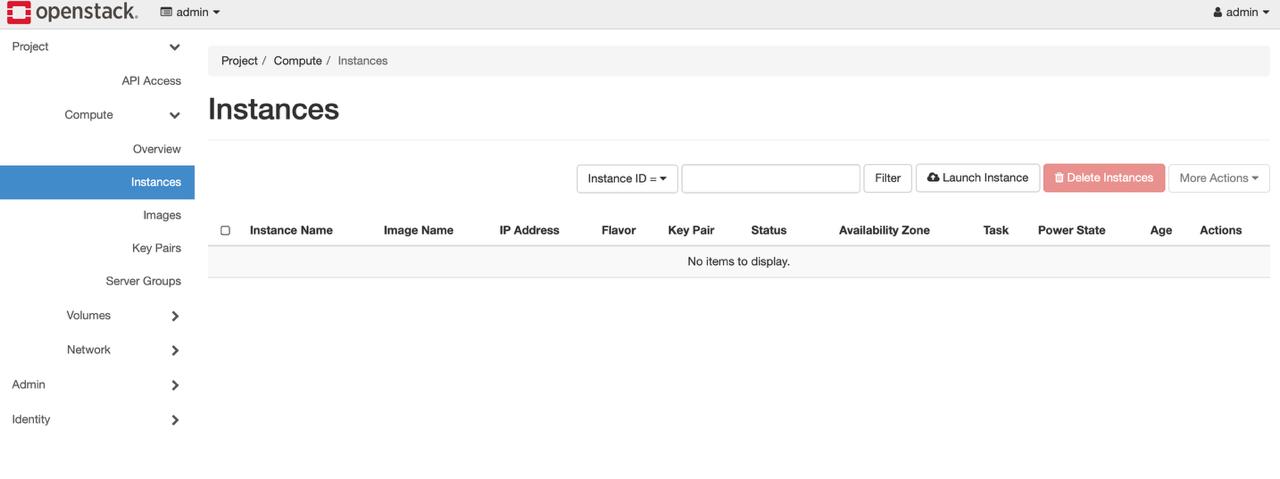 openstack. admin admin
Project
API Access
Compute
Overview
Instances
Images
Key Pairs
Server Groups
Volumes
Network
Admin
Identity
Project / Compute / Instances
Instances
Instance ID = Filter Launch Instance Delete Instances More Actions
Instance Name Image Name IP Address Flavor Key Pair Status Availability Zone Task Power State Age Actions
No items to display.